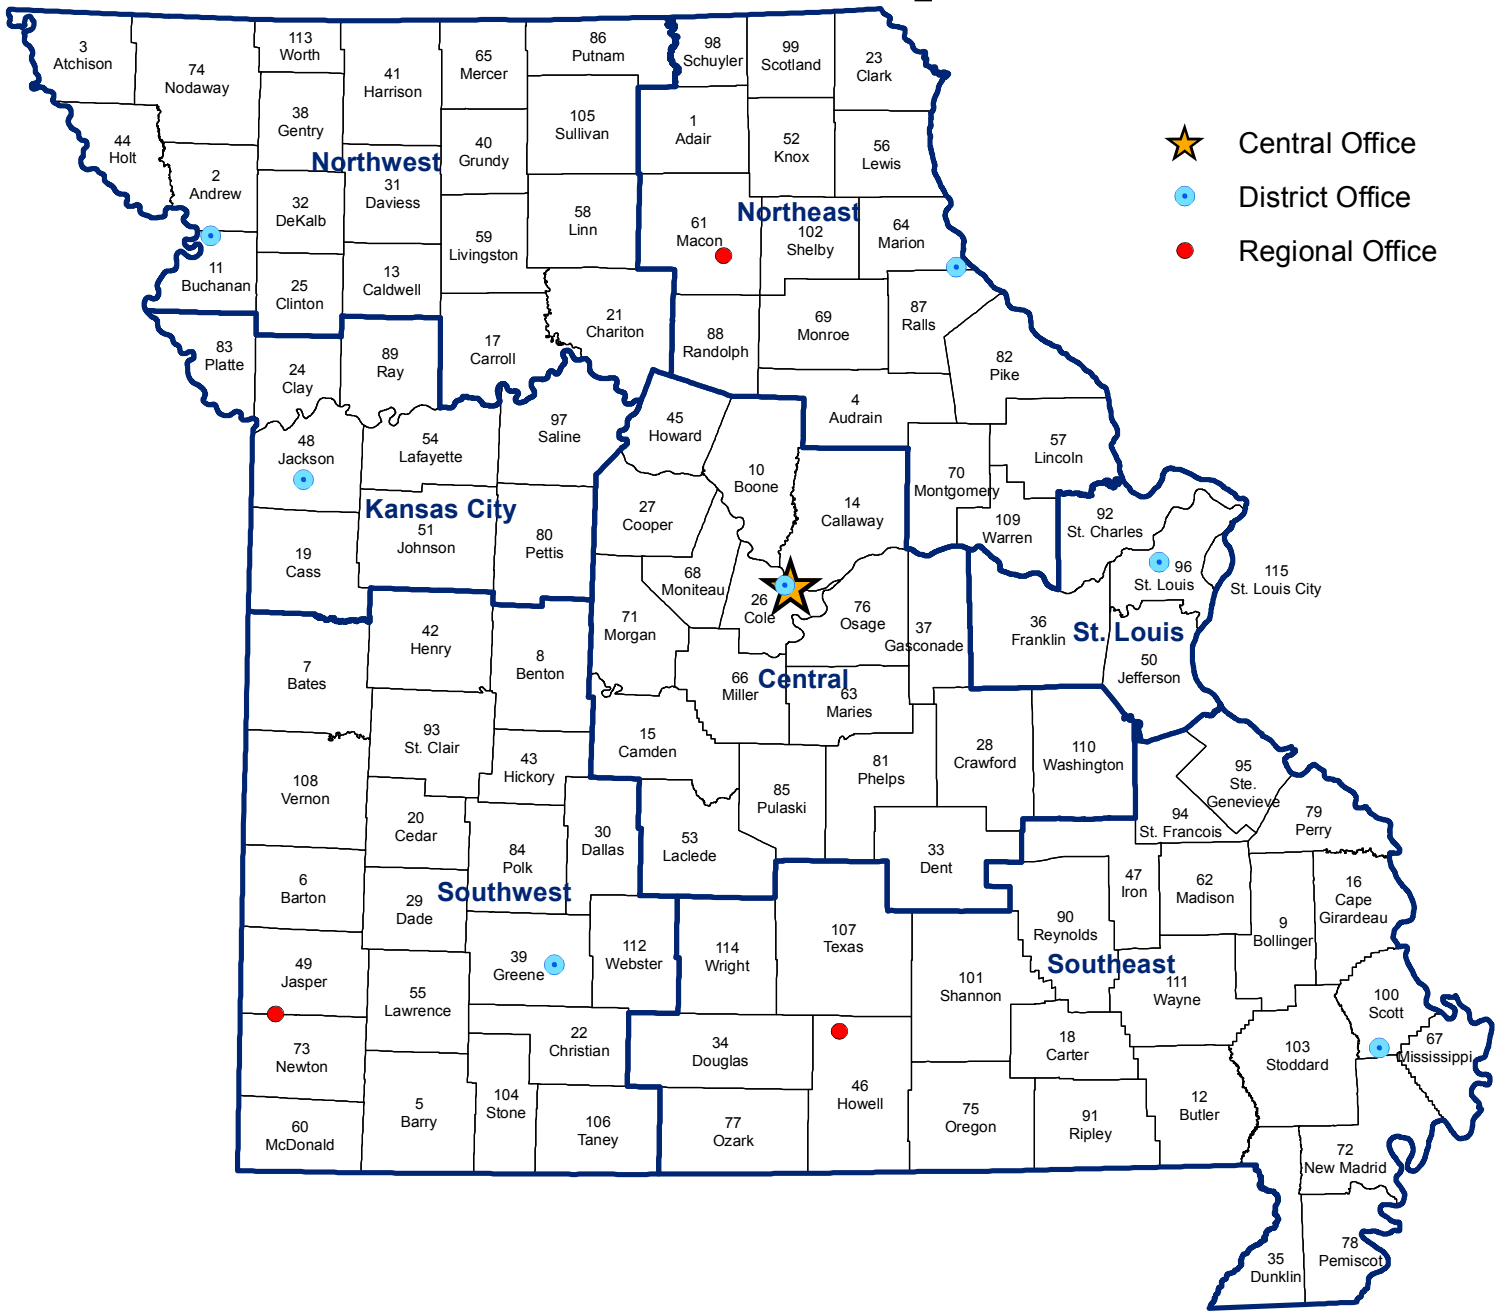 3
Atchison
74
Nodaway
113
Worth
41
Harrison
65
Mercer
86
Putnam
98
Schuyler
99
Scotland
23
Clark
44
Holt
38
Gentry
40
Grundy
105
Sullivan
1
Adair
52
Knox
56
Lewis
Central Office
District Office
Regional Office
Northwest
2
Andrew
32
DeKalb
31
Daviess
59
Livingston
58
Linn
61
Macon
Northeast
102
Shelby
64
Marion
11
Buchanan
25
Clinton
13
Caldwell
17
Carroll
21
Chariton
88
Randolph
69
Monroe
87
Ralls
82
Pike
83
Platte
24
Clay
89
Ray
97
Saline
45
Howard
4
Audrain
48
Jackson
54
Lafayette
10
Boone
70
Montgomery
57
Lincoln
Kansas City
51
Johnson
80
Pettis
27
Cooper
14
Callaway
109
Warren
92
St. Charles
19
Cass
68
Moniteau
26
Cole
96
St. Louis
115
St. Louis City
42
Henry
8
Benton
71
Morgan
76
Osage
37
Gasconade
36
Franklin
St. Louis
50
Jefferson
7
Bates
66
Miller
Central
63
Maries
93
St. Clair
43
Hickory
15
Camden
81
Phelps
28
Crawford
110
Washington
108
Vernon
20
Cedar
84
Polk
30
Dallas
85
Pulaski
53
Laclede
33
Dent
95
Ste.
Genevieve
94
St. Francois
79
Perry
6
Barton
29
Dade
Southwest
47
Iron
62
Madison
16
Cape
Girardeau
49
Jasper
55
Lawrence
39
Greene
112
Webster
114
Wright
107
Texas
90
Reynolds
9
Bollinger
Southeast
101
Shannon
111
Wayne
100
Scott
73
Newton
22
Christian
34
Douglas
46
Howell
18
Carter
103
Stoddard
67
Mississippi
60
McDonald
5
Barry
104
Stone
106
Taney
77
Ozark
75
Oregon
91
Ripley
12
Butler
72
New Madrid
35
Dunklin
78
Pemiscot